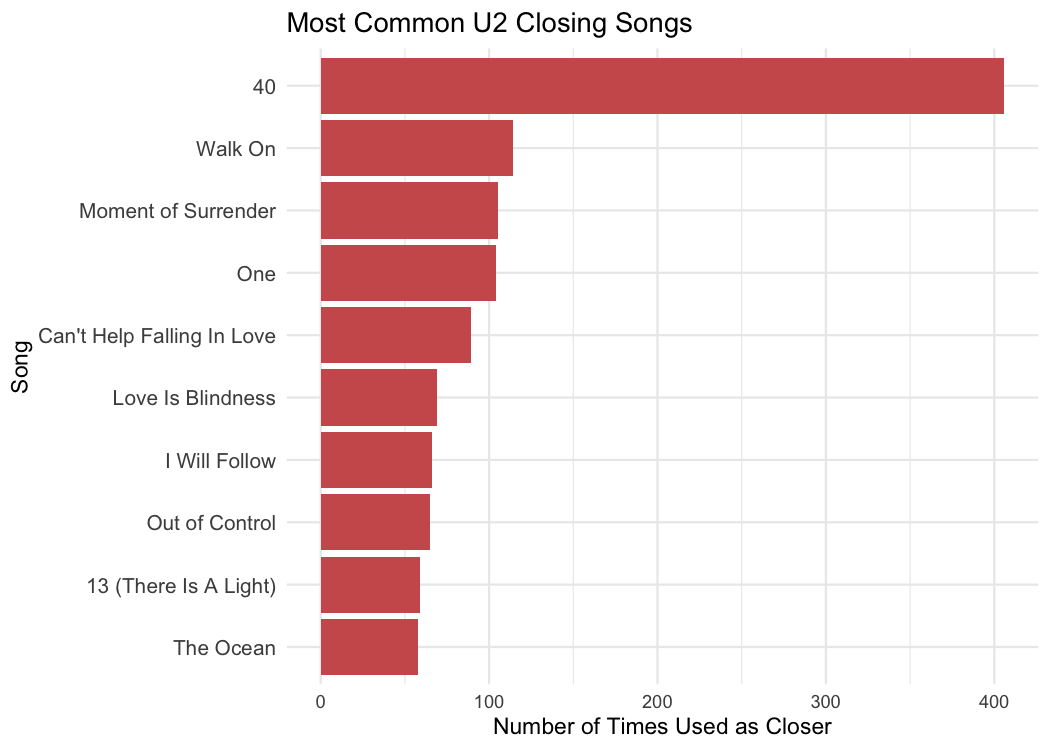 Most Common U2 Closing Songs
40
Walk On
Moment of Surrender
One
Can't Help Falling In Love
Love Is Blindness
I Will Follow
Out of Control
13 (There Is A Light)
The Ocean
Song
0 100 200 300 400
Number of Times Used as Closer